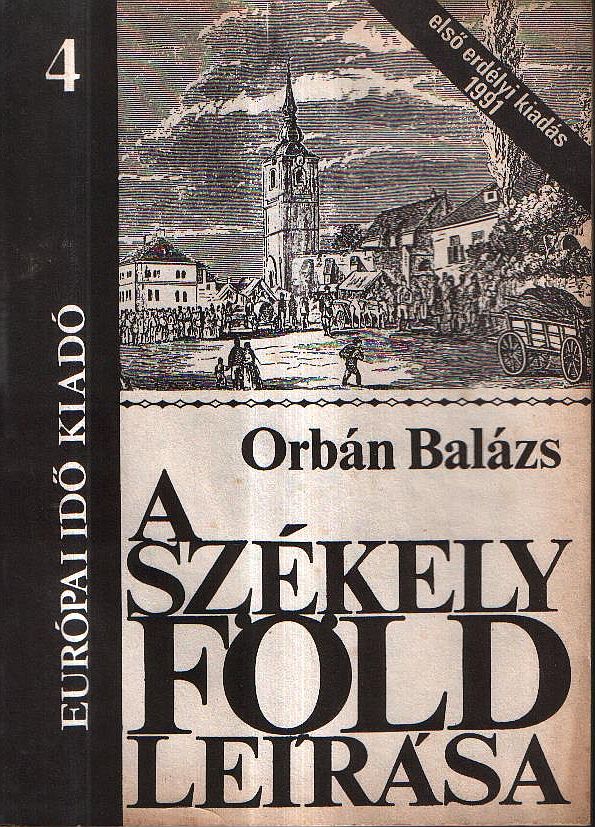 4
első erdélyi kiadás
1991
EURÓPAI IDŐ KIADÓ
Orbán Balázs
A
SZÉKELY
FÖLD
LEÍRÁSA